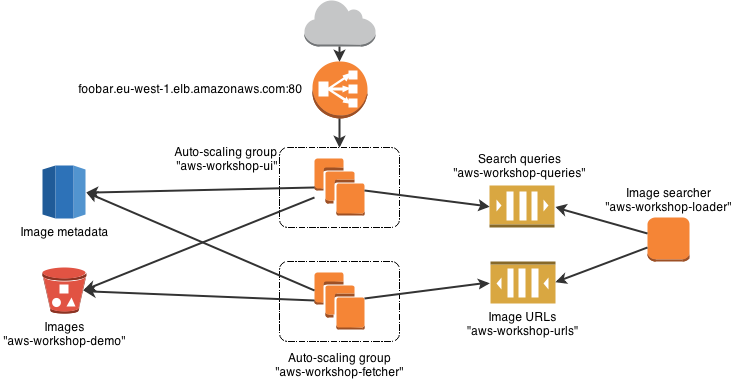 foobar.eu-west-1.elb.amazonaws.com:80
Auto-scaling group
"aws-workshop-ui"
Search queries
"aws-workshop-queries"
Image searcher
"aws-workshop-loader"
Image metadata
Images
"aws-workshop-demo"
Image URLs
"aws-workshop-urls"
Auto-scaling group
"aws-workshop-fetcher"